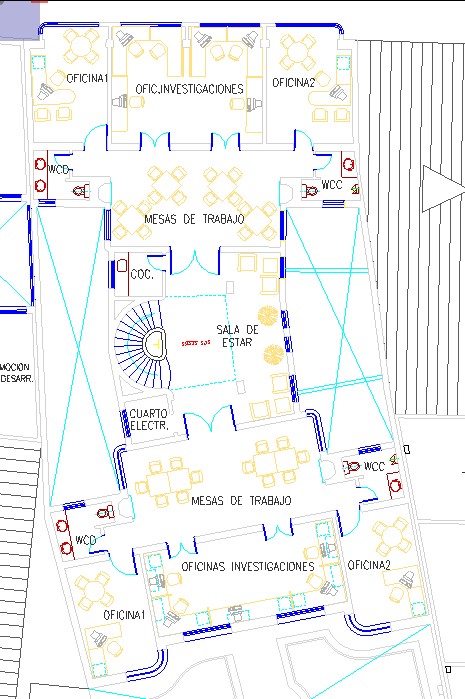 OFICINA1
OFIC.INVESTIGACIONES
OFICINA2
WCD
WCC
MESAS DE TRABAJO
COC.
SALA DE
ESTAR
MOCION
DESARR.
CUARTO
ELECTR.
WCC
MESAS DE TRABAJO
WCD
OFICINAS INVESTIGACIONES
OFICINA2
OFICINA1